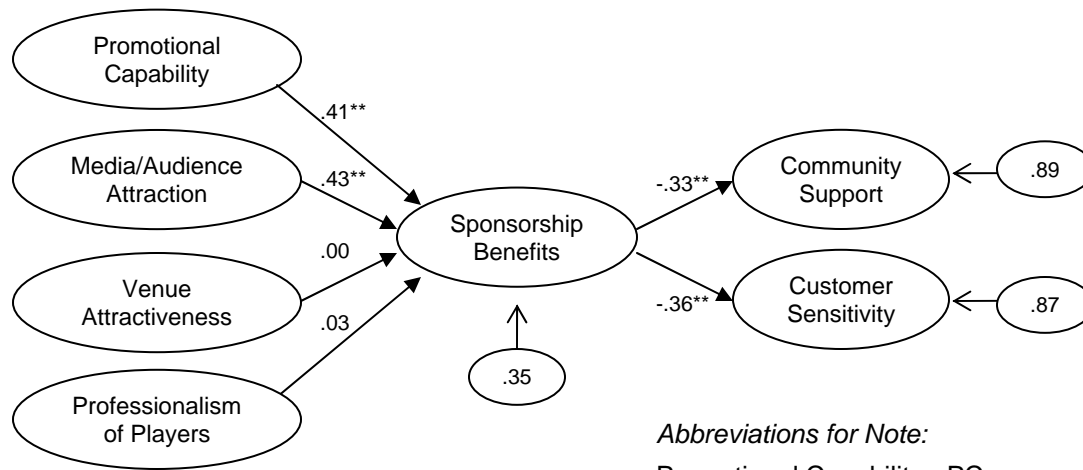 Promotional
Capability
.41**
Media/Audience
Attraction
.43**
Venue
Attractiveness
.00
Professionalism
of Players
.03
Sponsorship
Benefits
.35
-.33**
Community
Support
.89
-.36**
Customer
Sensitivity
.87
Abbreviations for Note: